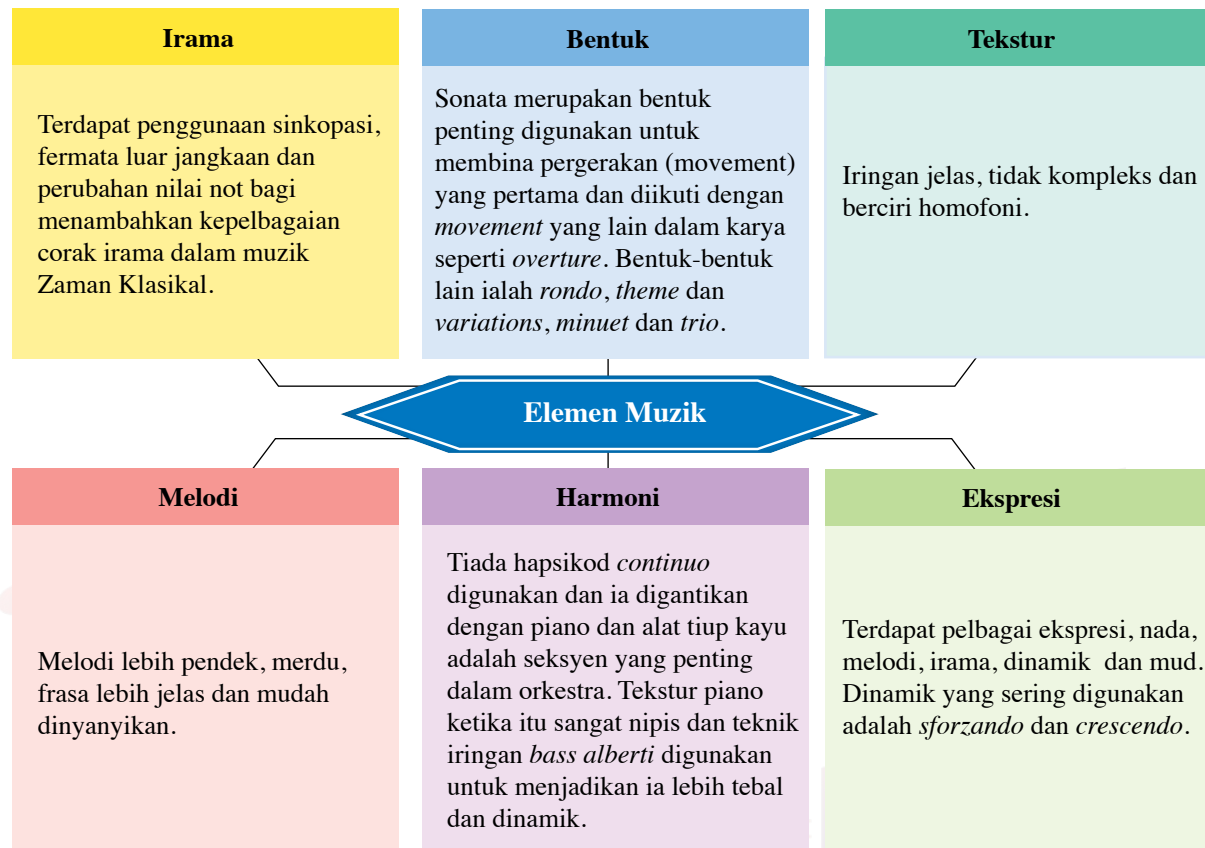 Irama
Terdapat penggunaan sinkopasi,
fermata luar jangkaan dan
perubahan nilai not bagi
menambahkan kepelbagaian
corak irama dalam muzik
Zaman Klasikal.
Bentuk
Sonata merupakan bentuk
penting digunakan untuk
membina pergerakan (movement)
yang pertama dan diikuti dengan
movement yang lain dalam karya
seperti overture. Bentuk-bentuk
lain ialah rondo, theme dan
variations, minuet dan trio.
Tekstur
Iringan jelas, tidak kompleks dan
berciri homofoni.
Elemen Muzik
Melodi
Melodi lebih pendek, merdu,
frasa lebih jelas dan mudah
dinyanyikan.
Harmoni
Tiada hapsikod continuo
digunakan dan ia digantikan
dengan piano dan alat tiup kayu
adalah seksyen yang penting
dalam orkestra. Tekstur piano
ketika itu sangat nipis dan teknik
iringan bass alberti digunakan
untuk menjadikan ia lebih tebal
dan dinamik.
Ekspresi
Terdapat pelbagai ekspresi, nada,
melodi, irama, dinamik dan mud.
Dinamik yang sering digunakan
adalah sforzando dan crescendo.